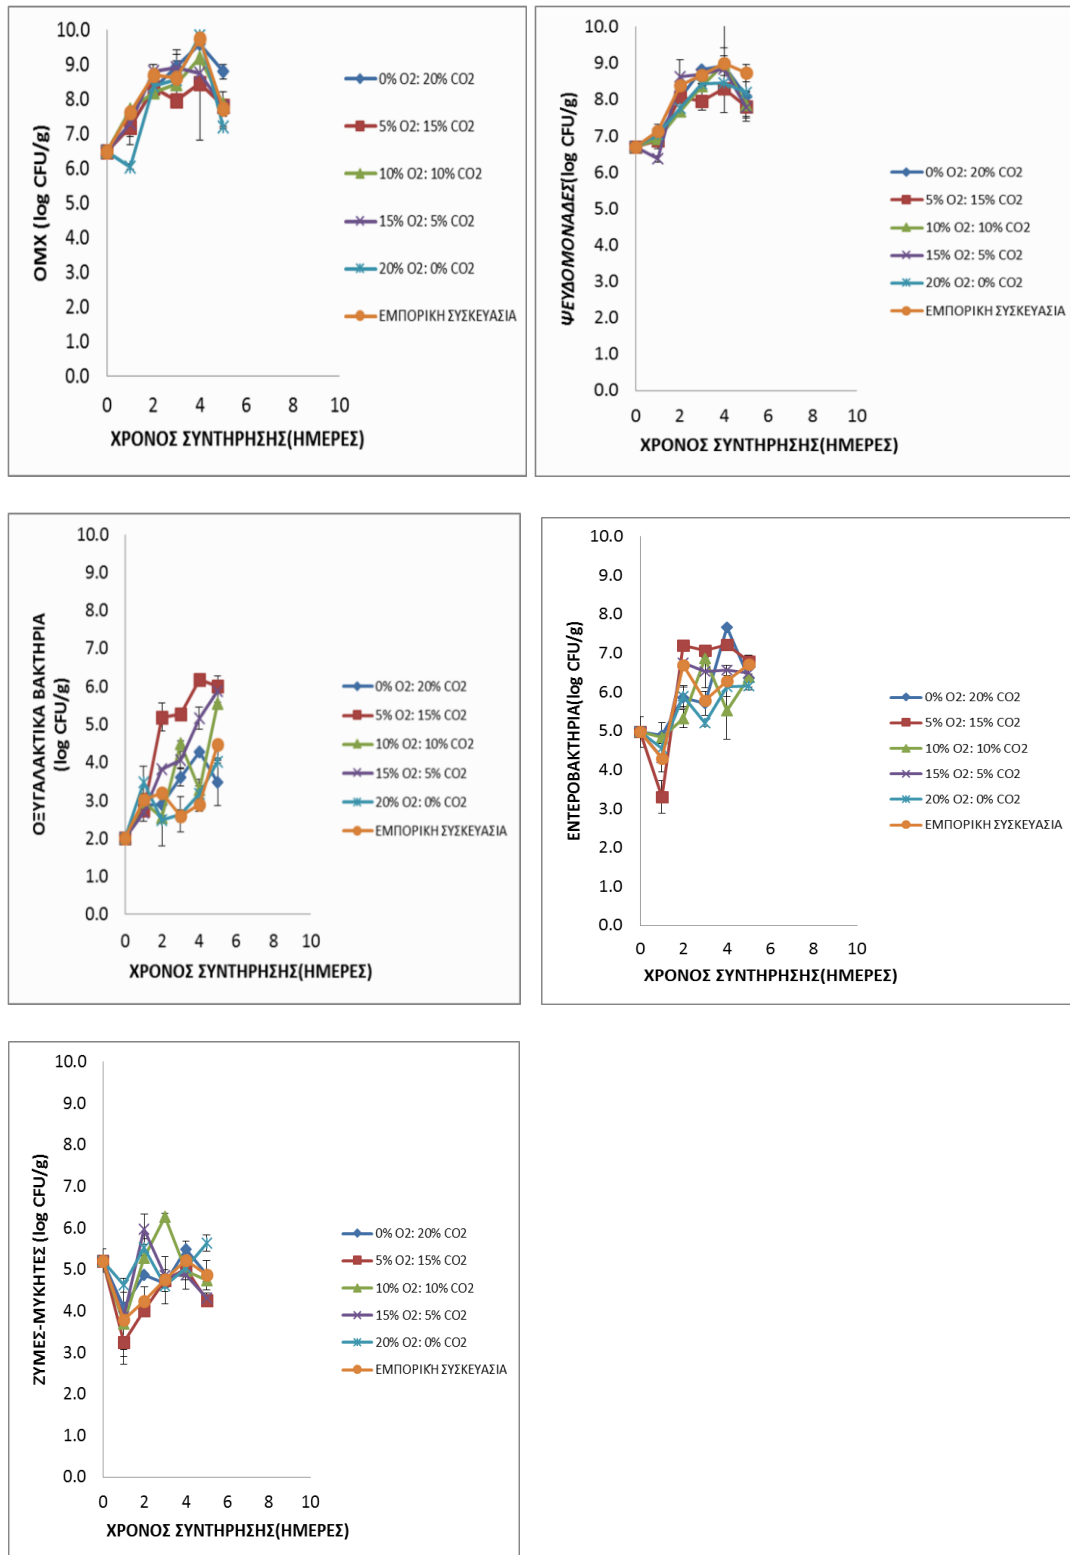 10.0
9.0
8.0
7.0
6.0
5.0
4.0
3.0
2.0
1.0
0.0
0 2 4 6 8 10
OMX (log CFU/g)
ΧΡΟΝΟΣ ΣΥΝΤΗΡΗΣΗΣ(ΗΜΕΡΕΣ)
0% O2: 20% CO2
5% O2: 15% CO2
10% O2: 10% CO2
15% O2: 5% CO2
20% O2: 0% CO2
ΕΜΠΟΡΙΚΗ ΣΥΣΚΕΥΑΣΙΑ
10.0
9.0
8.0
7.0
6.0
5.0
4.0
3.0
2.0
1.0
0.0
0 2 4 6 8 10
ΨΕΥΔΟΜΟΝΑΔΕΣ(log CFU/g)
ΧΡΟΝΟΣ ΣΥΝΤΗΡΗΣΗΣ(ΗΜΕΡΕΣ)
0% O2: 20% CO2
5% O2: 15% CO2
10% O2: 10% CO2
15% O2: 5% CO2
20% O2: 0% CO2
ΕΜΠΟΡΙΚΗ ΣΥΣΚΕΥΑΣΙΑ
10.0
9.0
8.0
7.0
6.0
5.0
4.0
3.0
2.0
1.0
0.0
0 2 4 6 8 10
ΟΞΥΓΑΛΑΚΤΙΚΑ ΒΑΚΤΗΡΙΑ
(log CFU/g)
ΧΡΟΝΟΣ ΣΥΝΤΗΡΗΣΗΣ(ΗΜΕΡΕΣ)
0% O2: 20% CO2
5% O2: 15% CO2
10% O2: 10% CO2
15% O2: 5% CO2
20% O2: 0% CO2
ΕΜΠΟΡΙΚΗ ΣΥΣΚΕΥΑΣΙΑ
10.0
9.0
8.0
7.0
6.0
5.0
4.0
3.0
2.0
1.0
0.0
0 2 4 6 8 10
ΕΝΤΕΡΟΒΑΚΤΗΡΙΑ(log CFU/g)
ΧΡΟΝΟΣ ΣΥΝΤΗΡΗΣΗΣ(ΗΜΕΡΕΣ)
0% O2: 20% CO2
5% O2: 15% CO2
10% O2: 10% CO2
15% O2: 5% CO2
20% O2: 0% CO2
ΕΜΠΟΡΙΚΗ ΣΥΣΚΕΥΑΣΙΑ
10.0
9.0
8.0
7.0
6.0
5.0
4.0
3.0
2.0
1.0
0.0
0 2 4 6 8 10
ΖΥΜΕΣ-ΜΥΚΗΤΕΣ (log CFU/g)
ΧΡΟΝΟΣ ΣΥΝΤΗΡΗΣΗΣ(ΗΜΕΡΕΣ)
0% O2: 20% CO2
5% O2: 15% CO2
10% O2: 10% CO2
15% O2: 5% CO2
20% O2: 0% CO2
ΕΜΠΟΡΙΚΗ ΣΥΣΚΕΥΑΣΙΑ